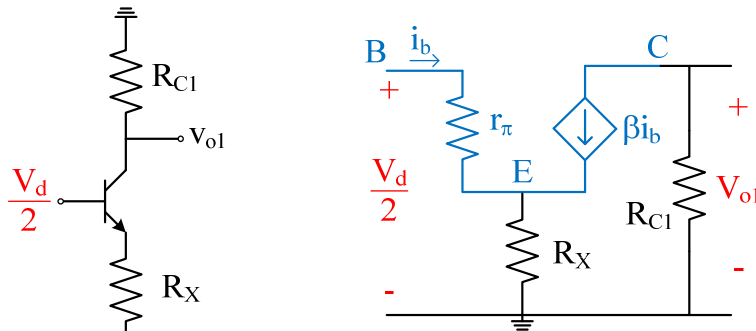 R_C1
v_o1
V_d/2
R_X
B
i_b
+
r_π
V_d/2
-
E
R_X
βi_b
C
R_C1
+
V_o1
-